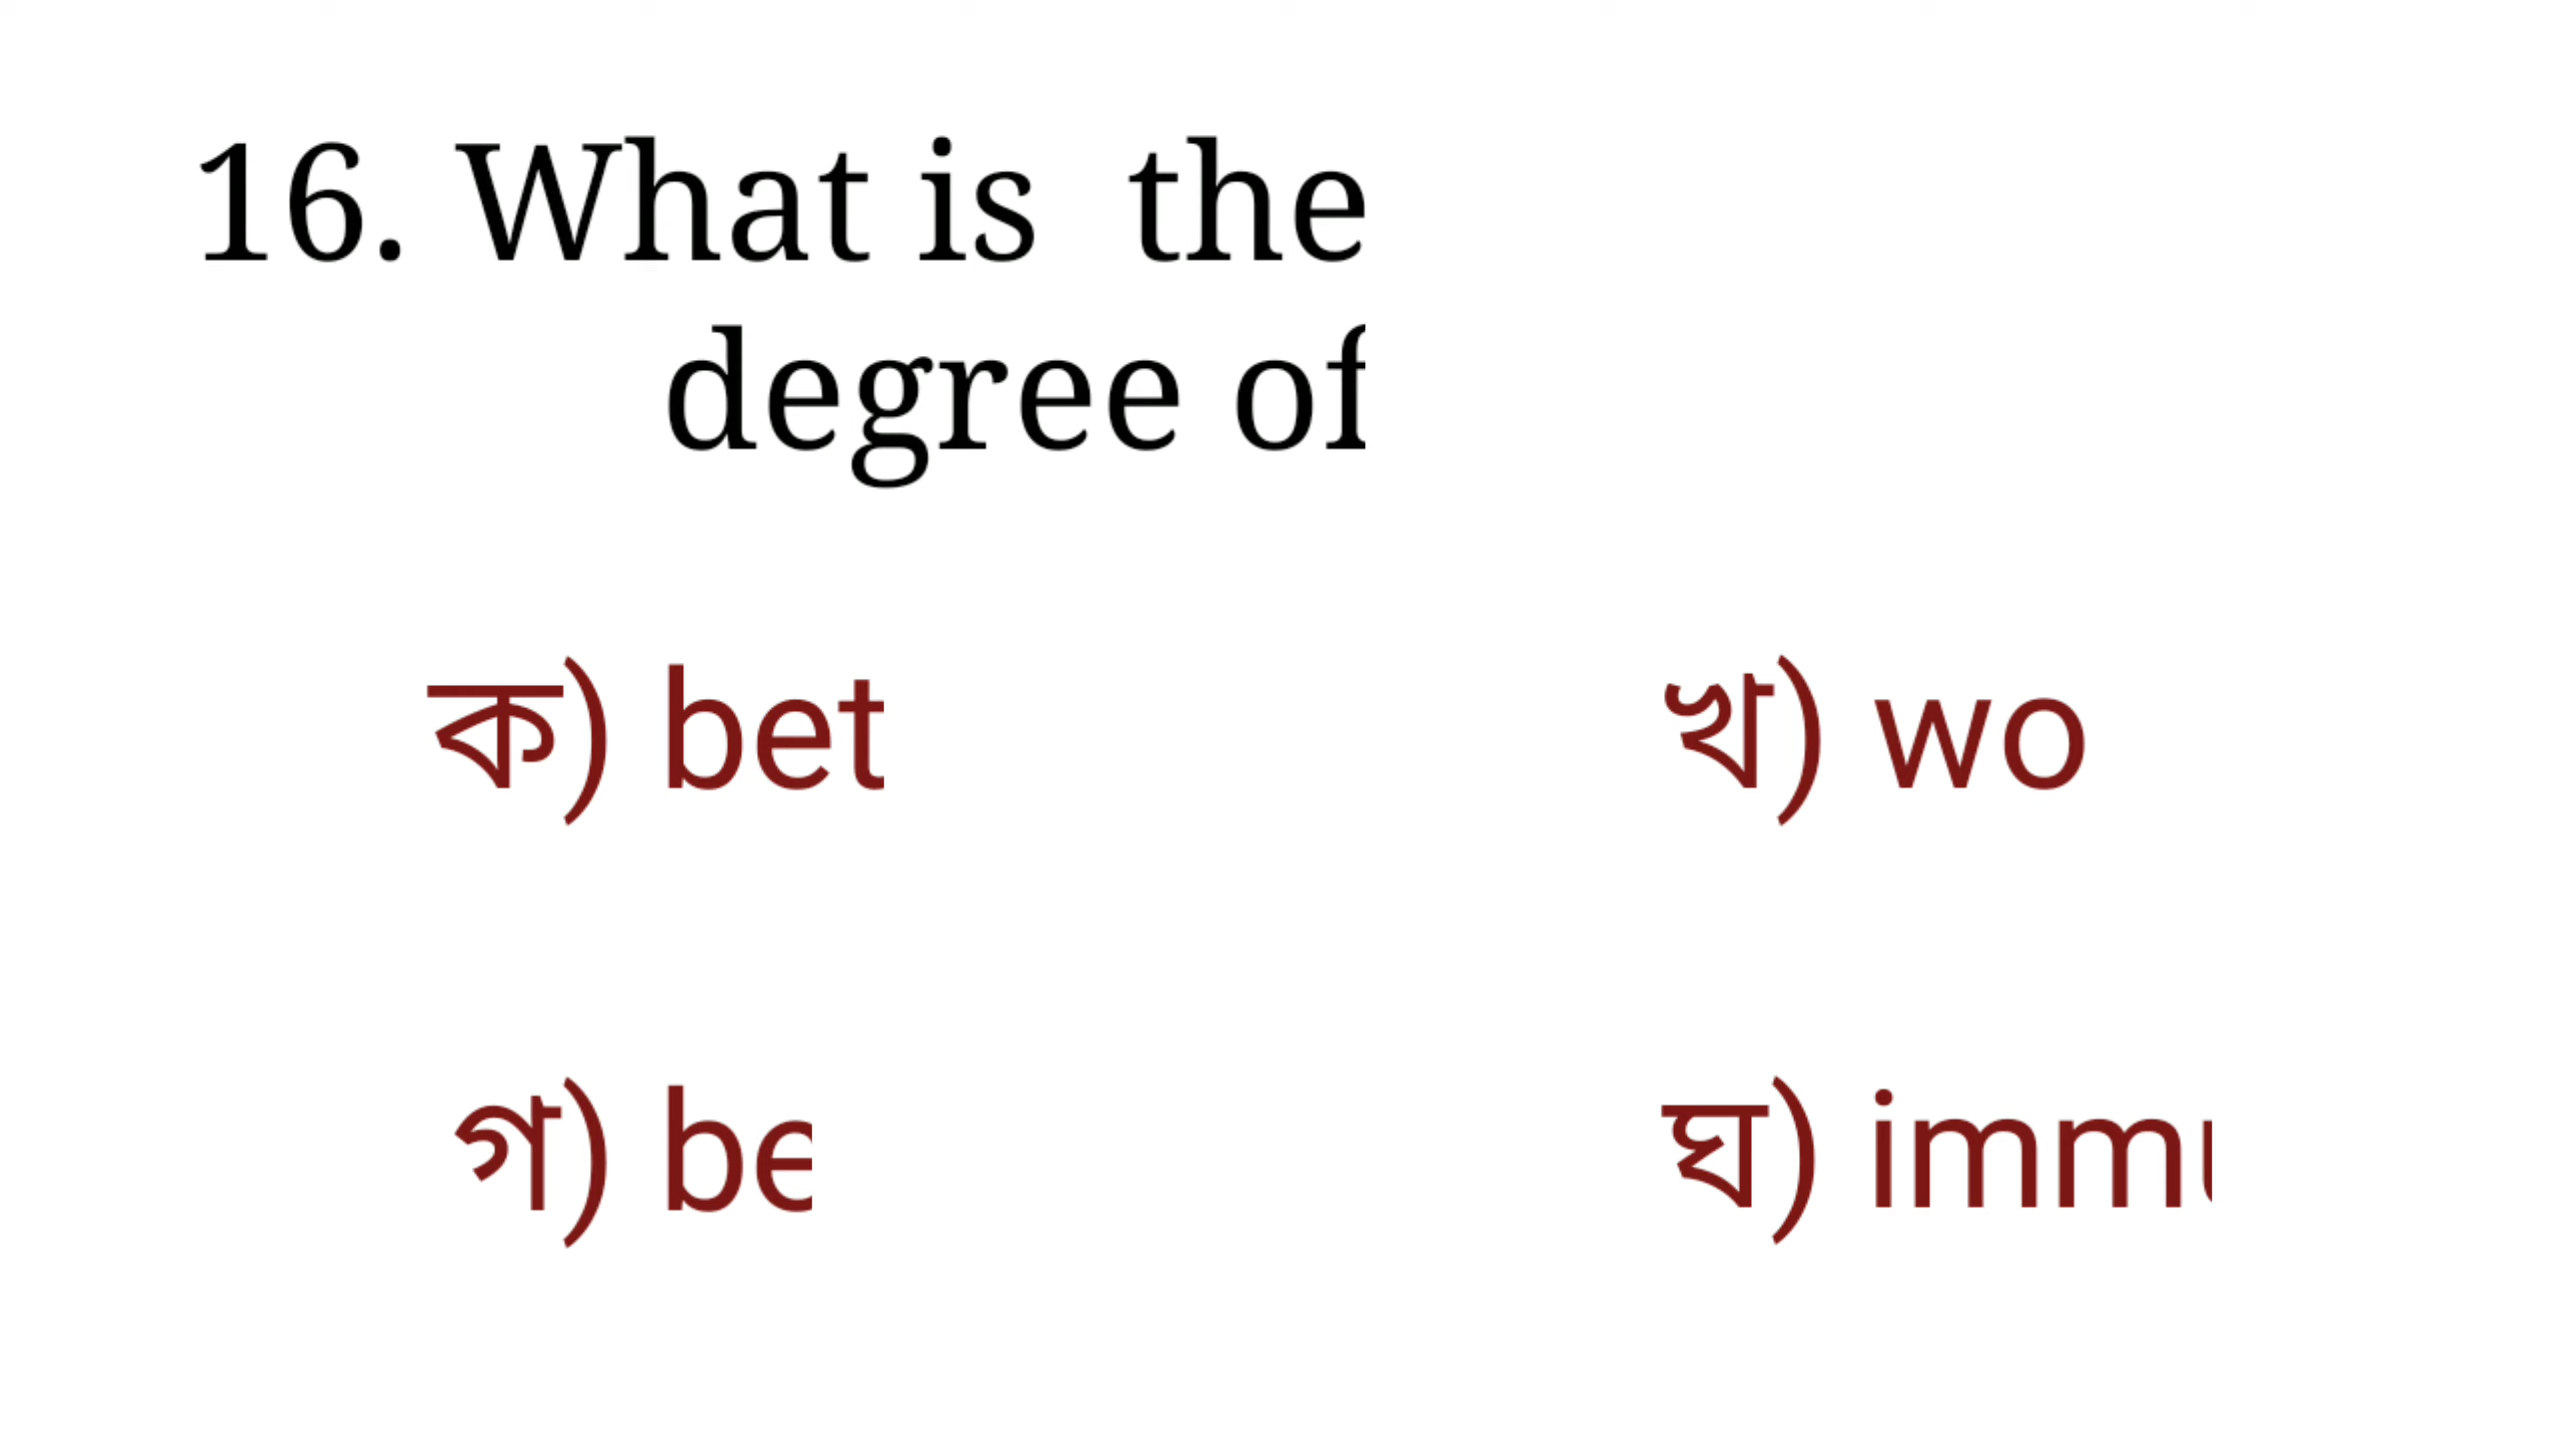 16. What is the
degree of
ক) bet
খ) wo
গ) be
ঘ) imm